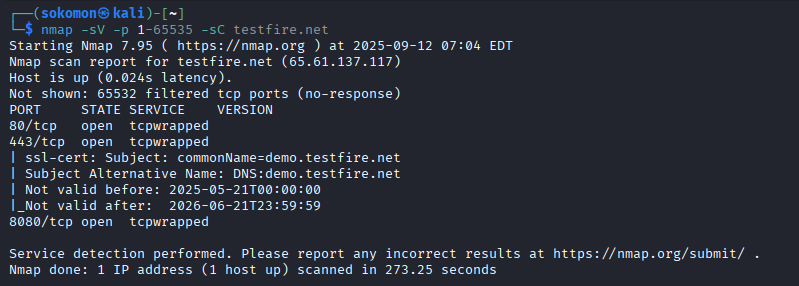 ┌──(sokomon㉿kali)-[~]
└─$ nmap -sV -p 1-65535 -sC testfire.net
Starting Nmap 7.95 ( https://nmap.org ) at 2025-09-12 07:04 EDT
Nmap scan report for testfire.net (65.61.137.117)
Host is up (0.024s latency).
Not shown: 65532 filtered tcp ports (no-response)
PORT     STATE SERVICE    VERSION
80/tcp   open  tcpwrapped
443/tcp  open  tcpwrapped
| ssl-cert: Subject: commonName=demo.testfire.net
| Subject Alternative Name: DNS:demo.testfire.net
| Not valid before: 2025-05-21T00:00:00
|_Not valid after:  2026-06-21T23:59:59
8080/tcp open  tcpwrapped
Service detection performed. Please report any incorrect results at https://nmap.org/submit/ .
Nmap done: 1 IP address (1 host up) scanned in 273.25 seconds